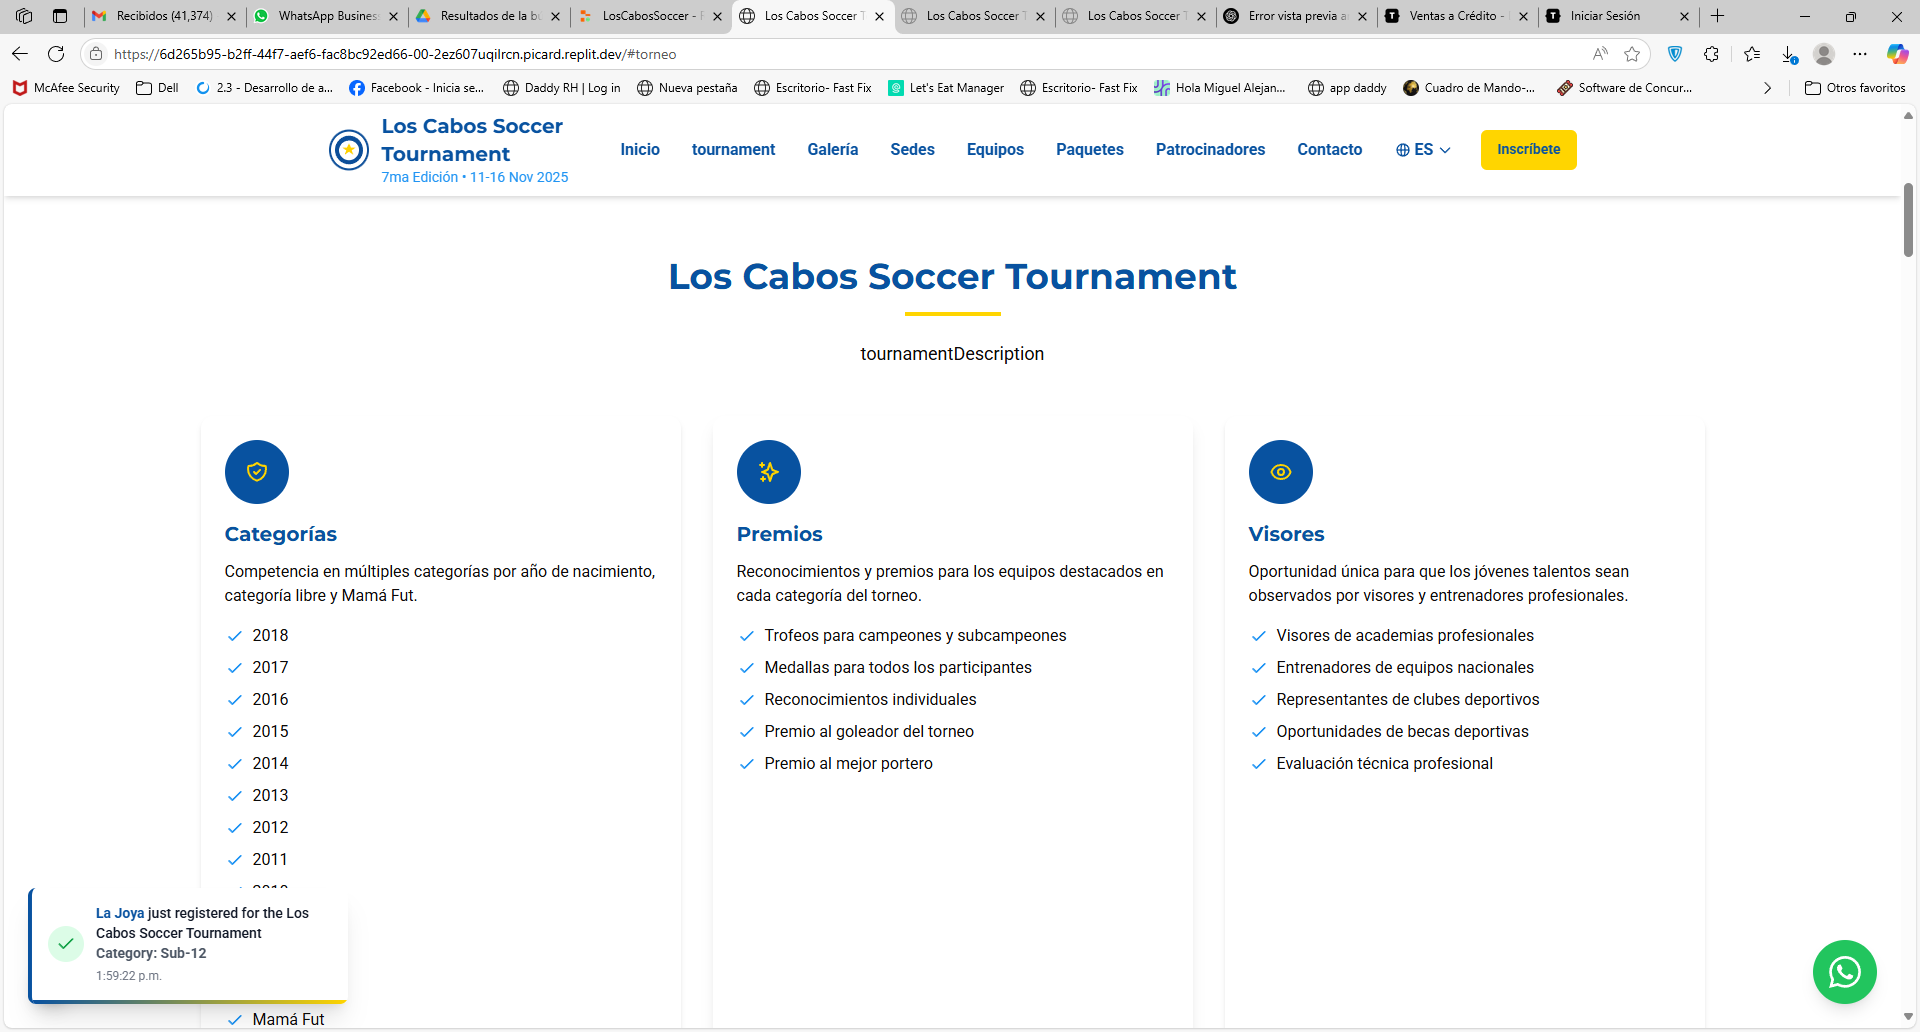 Recibidos (41,374)
WhatsApp Busines
Resultados de la bú
LosCabosSoccer - R
Los Cabos Soccer T
Los Cabos Soccer T
Los Cabos Soccer T
Error vista previa a
Ventas a Crédito -
Iniciar Sesión
https://6d265b95-b2ff-44f7-aef6-fac8bc92ed66-00-2ez607uqilrcn.picard.replit.dev/#torneo
McAfee Security
Dell
2.3 - Desarrollo de a...
Facebook - Inicia se...
Daddy RH | Log in
Nueva pestaña
Escritorio- Fast Fix
Let's Eat Manager
Escritorio- Fast Fix
Hola Miguel Alejan...
app daddy
Cuadro de Mando-...
Software de Concur...
Otros favoritos
Los Cabos Soccer
Tournament
7ma Edición • 11-16 Nov 2025
Inicio
tournament
Galería
Sedes
Equipos
Paquetes
Patrocinadores
Contacto
ES
Inscríbete
Los Cabos Soccer Tournament
tournamentDescription
Categorías
Competencia en múltiples categorías por año de nacimiento,
categoría libre y Mamá Fut.
2018
2017
2016
2015
2014
2013
2012
2011
Mamá Fut
Premios
Reconocimientos y premios para los equipos destacados en
cada categoría del torneo.
Trofeos para campeones y subcampeones
Medallas para todos los participantes
Reconocimientos individuales
Premio al goleador del torneo
Premio al mejor portero
Visores
Oportunidad única para que los jóvenes talentos sean
observados por visores y entrenadores profesionales.
Visores de academias profesionales
Entrenadores de equipos nacionales
Representantes de clubes deportivos
Oportunidades de becas deportivas
Evaluación técnica profesional
La Joya just registered for the Los
Cabos Soccer Tournament
Category: Sub-12
1:59:22 p.m.